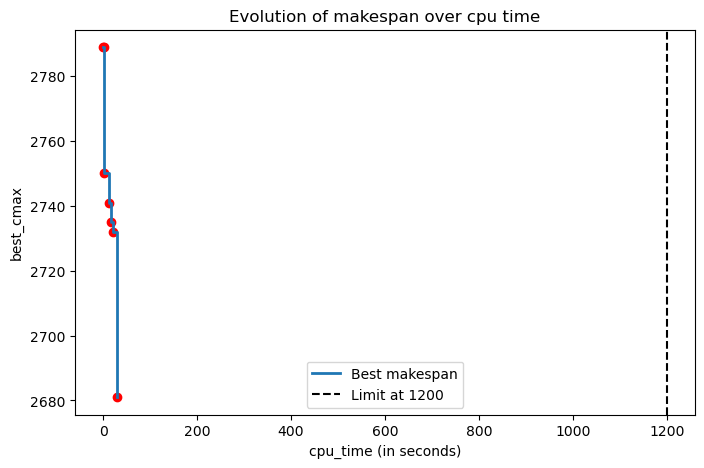 Evolution of makespan over cpu time
best_cmax
2780
2760
2740
2720
2700
2680
0
200
400
600
800
1000
1200
cpu_time (in seconds)
Best makespan
Limit at 1200